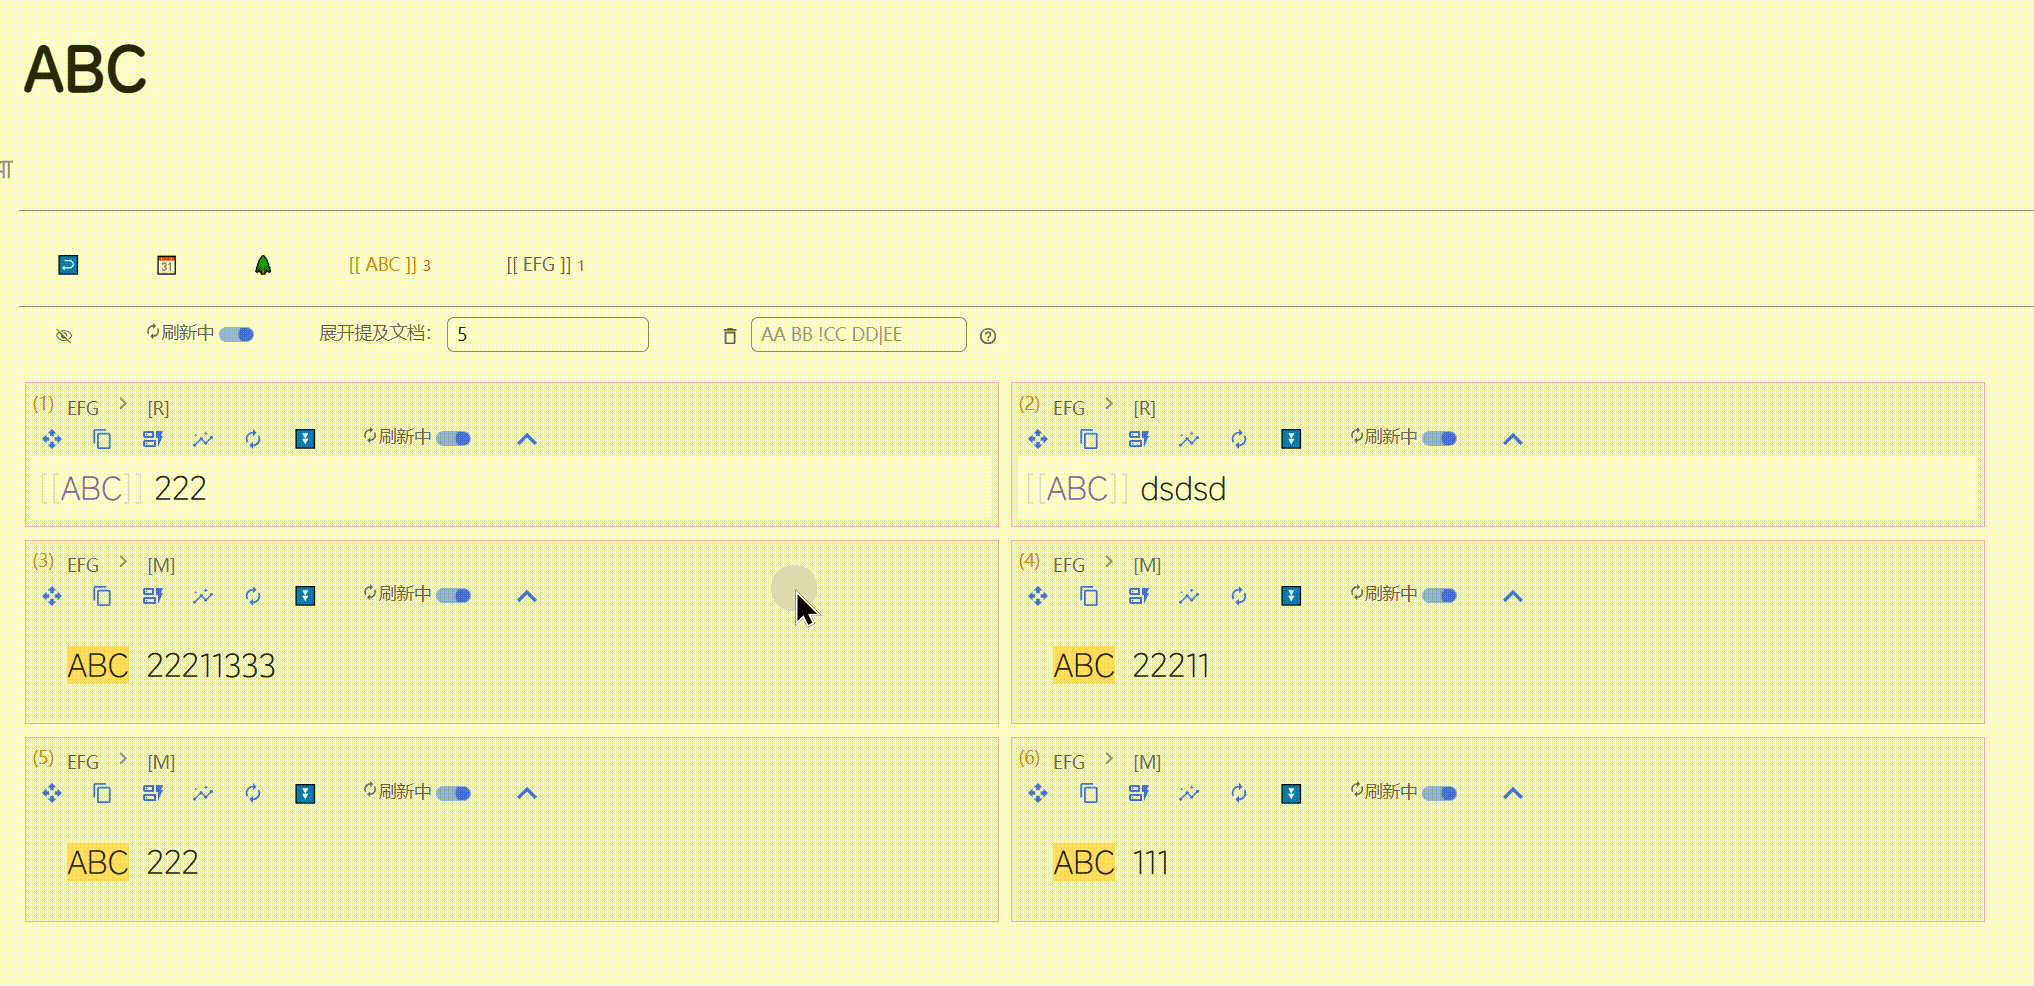 ABC
[[ ABC ]] 3 [[ EFG ]] 1
刷新中 展开提及文档: 5 AA BB !CC DD|EE
(1) EFG > [R]
刷新中
[[ABC]] 222
(2) EFG > [R]
刷新中
[[ABC]] dsdsd
(3) EFG > [M]
刷新中
ABC 22211333
(4) EFG > [M]
刷新中
ABC 22211
(5) EFG > [M]
刷新中
ABC 222
(6) EFG > [M]
刷新中
ABC 111